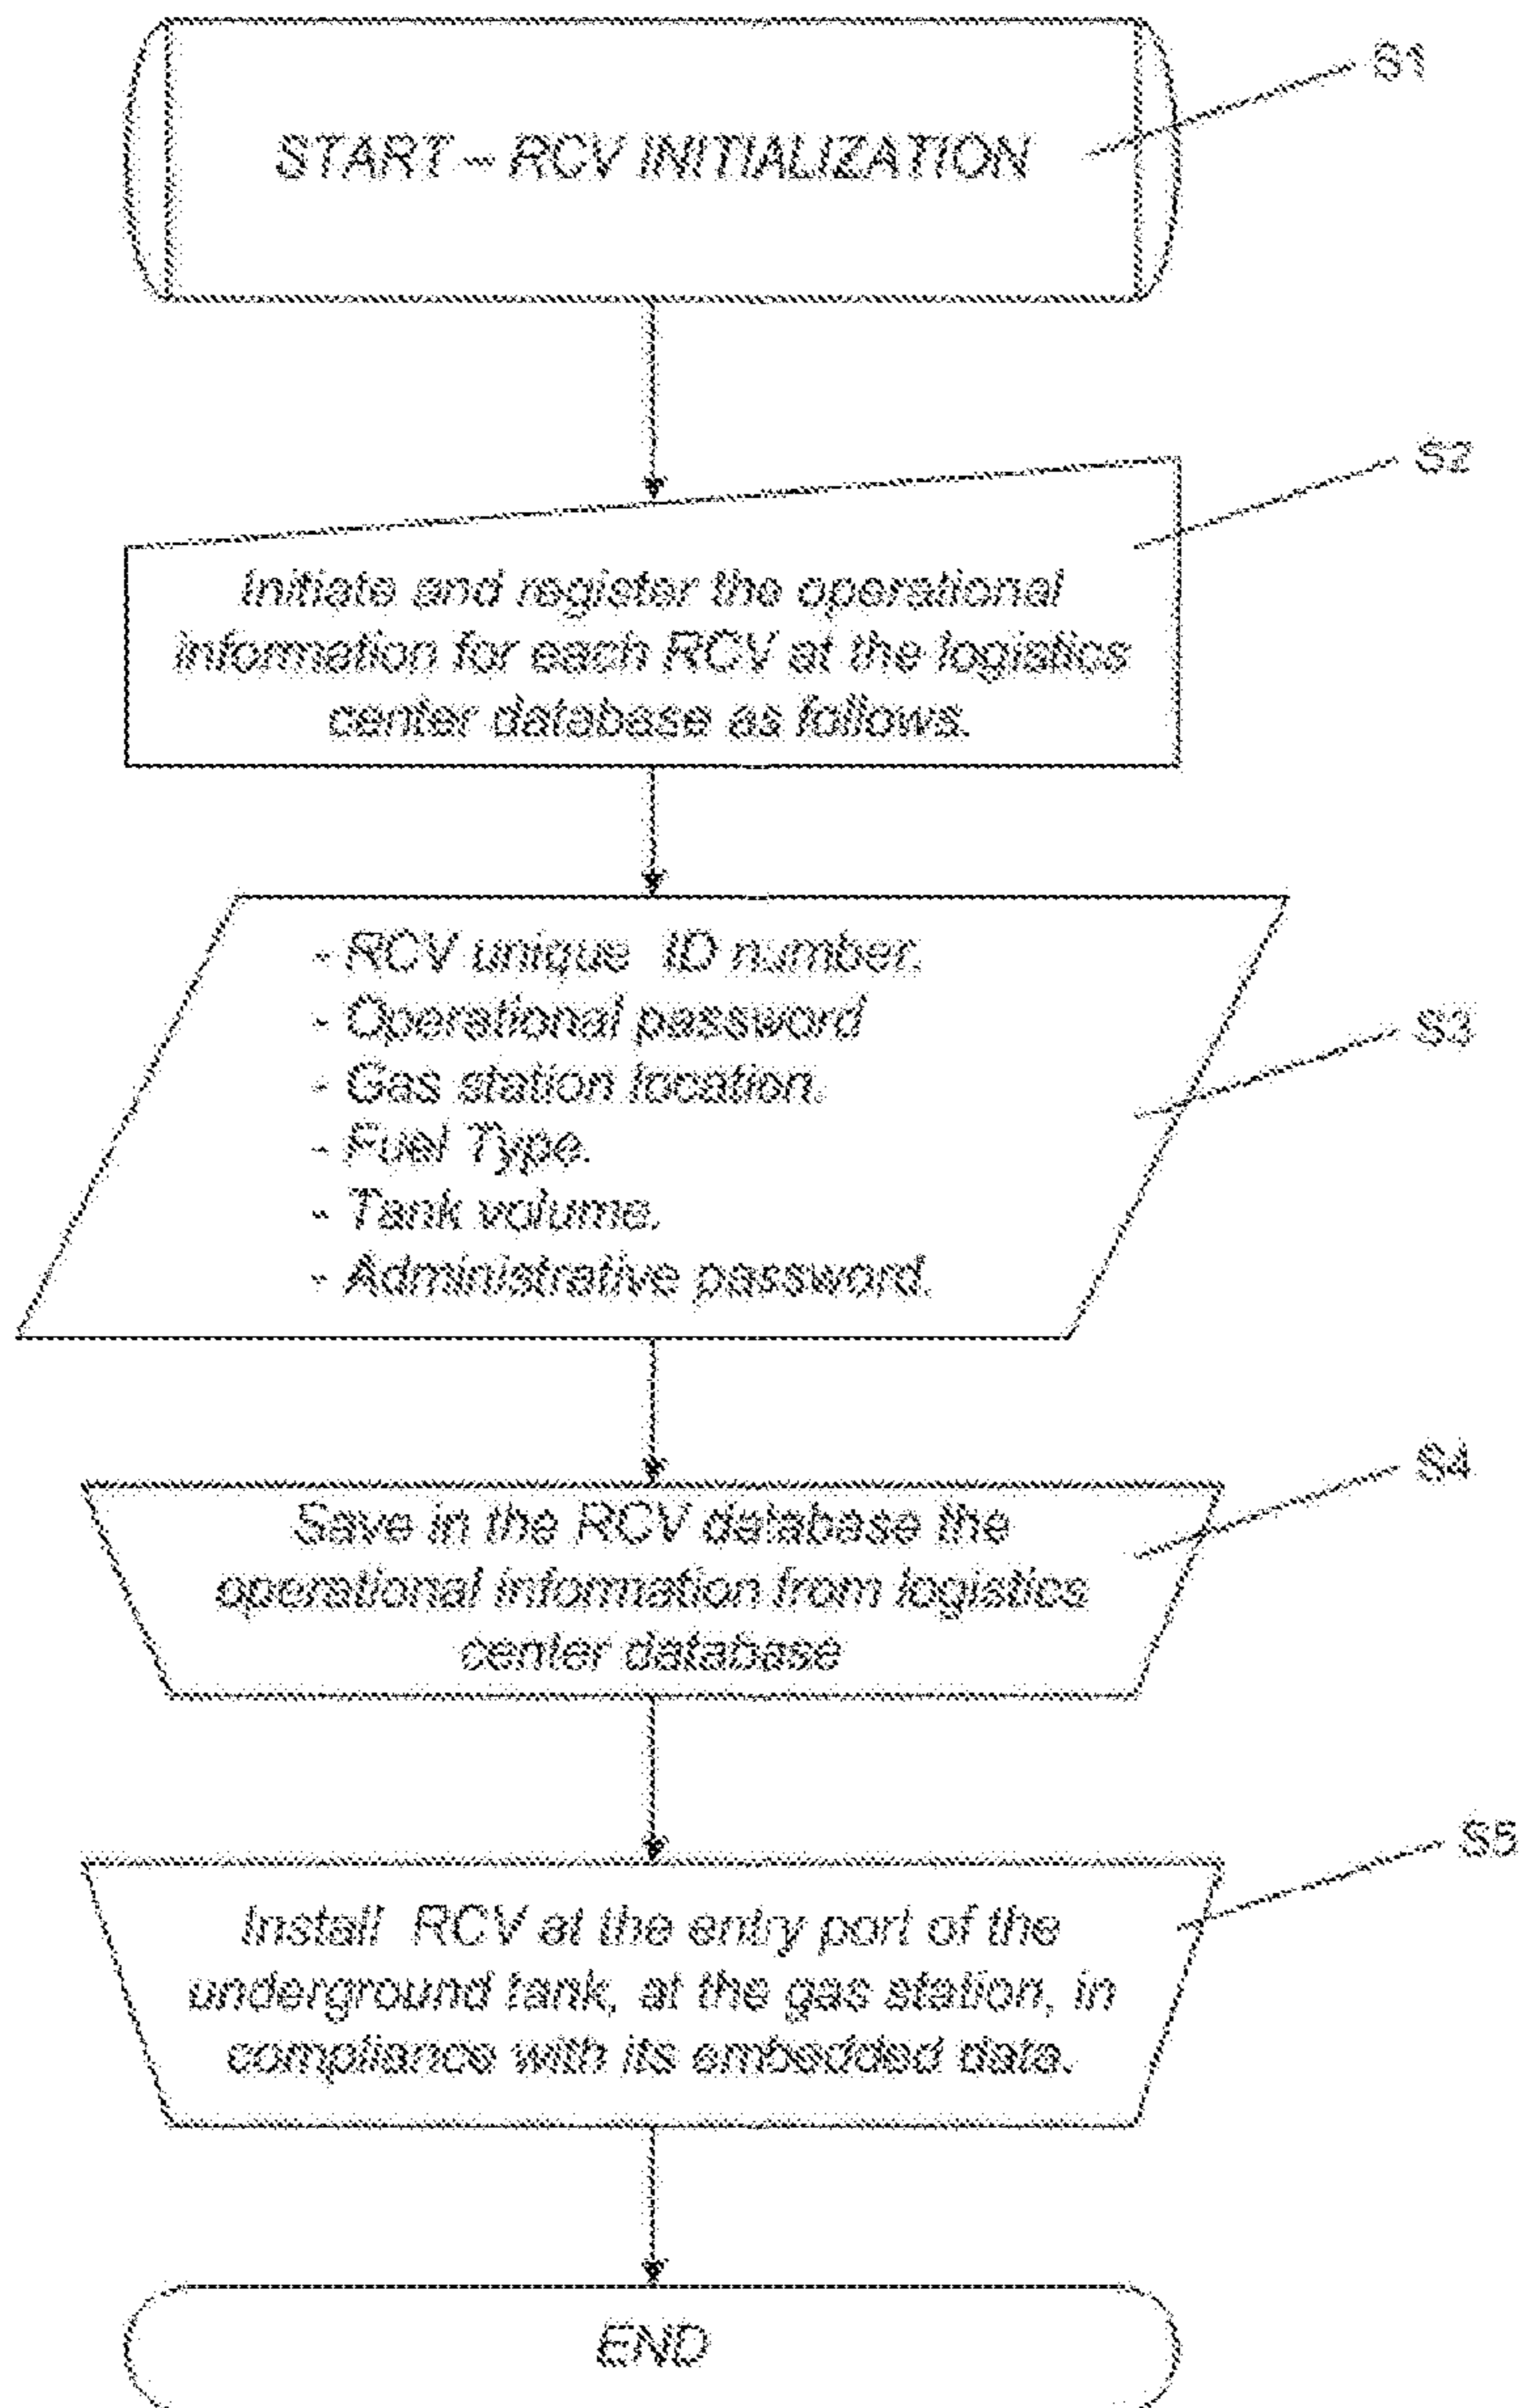 START - RCV INITIALIZATION
S1
S2
Initiate and register the operational
information for each RCV at the logistics
center database as follows.
- RCV unique ID number.
- Operational password
- Gas station location.
- Fuel Type.
- Tank volume.
- Administrative password.
S3
S4
Save in the RCV database the
operational information from logistics
center database
S5
Install RCV at the entry port of the
underground tank, at the gas station, in
compliance with its embedded data.
END